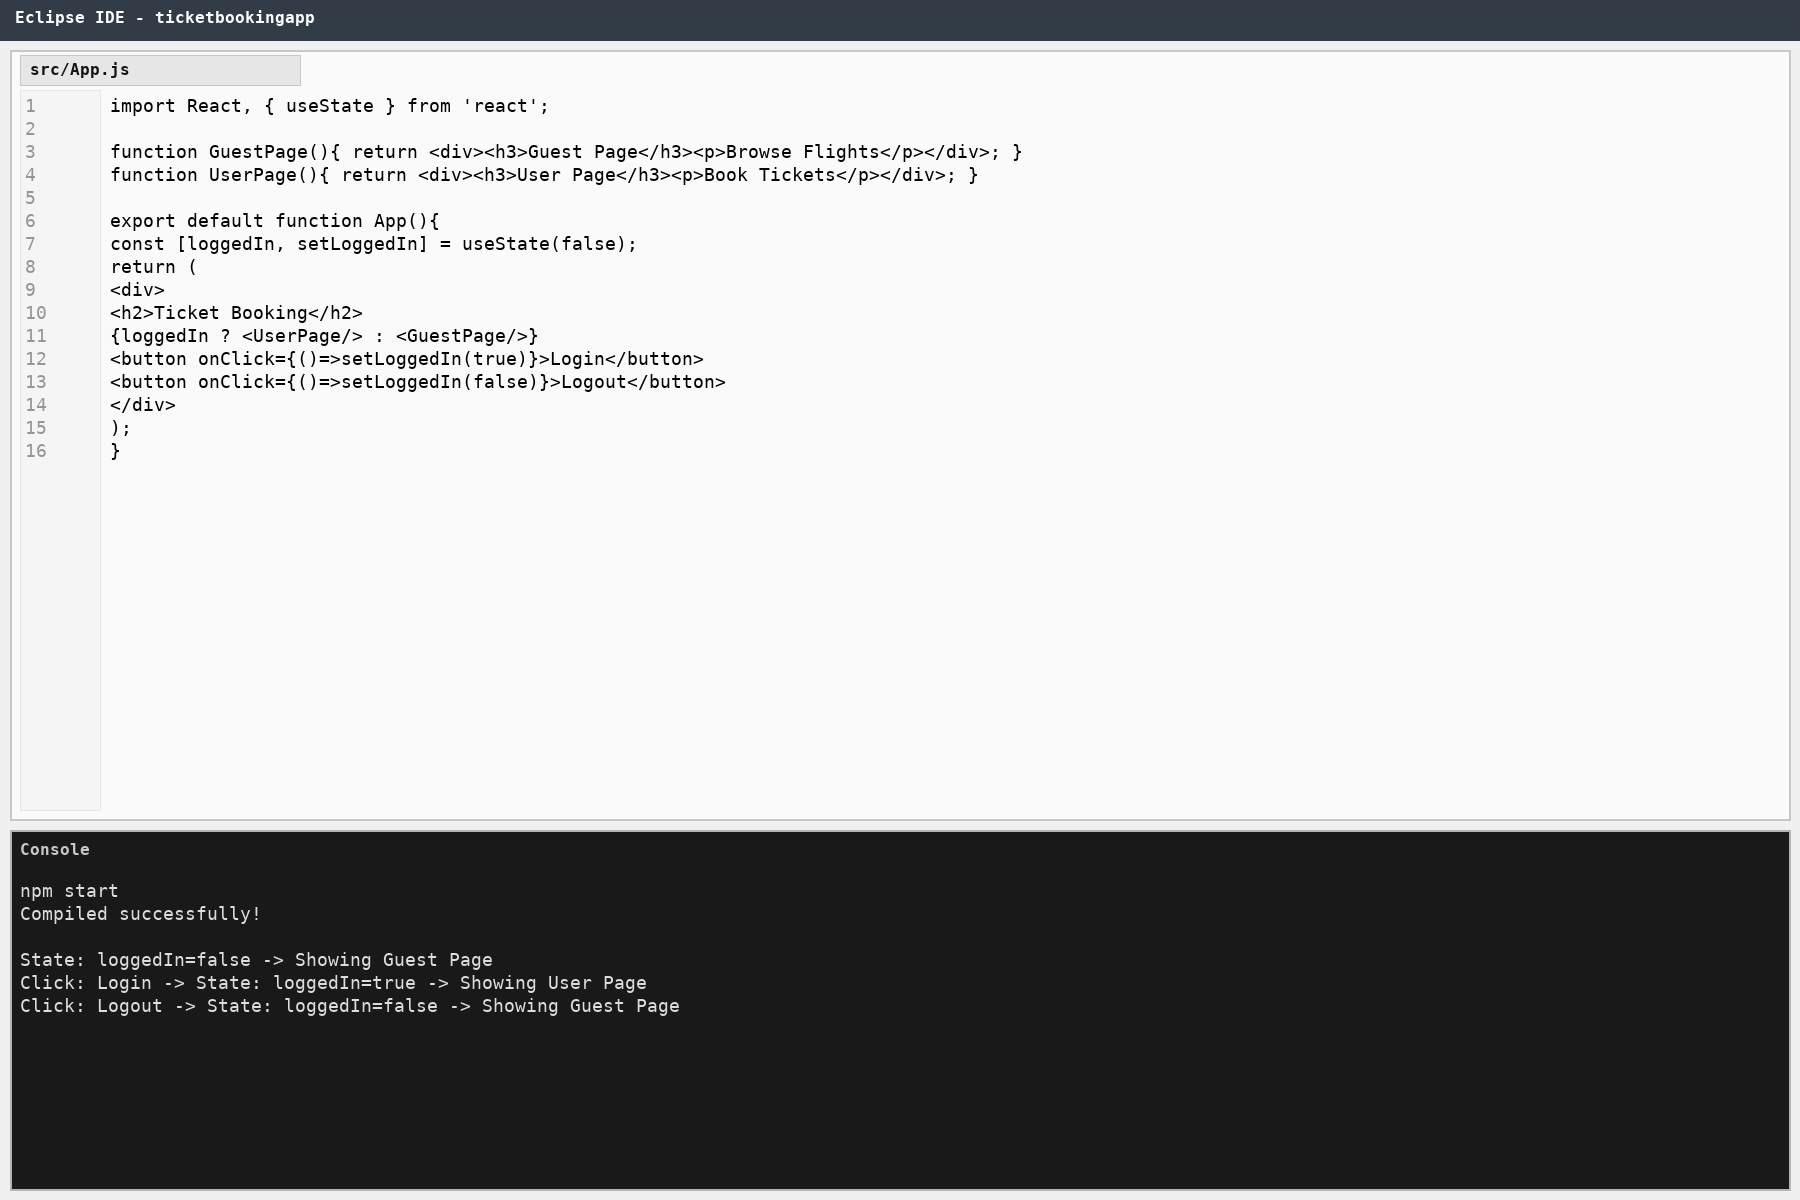 Eclipse IDE - ticketbookingapp
src/App.js
1 import React, { useState } from 'react';
2
3 function GuestPage(){ return <div><h3>Guest Page</h3><p>Browse Flights</p></div>; }
4 function UserPage(){ return <div><h3>User Page</h3><p>Book Tickets</p></div>; }
5
6 export default function App(){
7 const [loggedIn, setLoggedIn] = useState(false);
8 return (
9 <div>
10 <h2>Ticket Booking</h2>
11 {loggedIn ? <UserPage/> : <GuestPage/>}
12 <button onClick={()=>setLoggedIn(true)}>Login</button>
13 <button onClick={()=>setLoggedIn(false)}>Logout</button>
14 </div>
15 );
16 }
Console
npm start
Compiled successfully!
State: loggedIn=false -> Showing Guest Page
Click: Login -> State: loggedIn=true -> Showing User Page
Click: Logout -> State: loggedIn=false -> Showing Guest Page